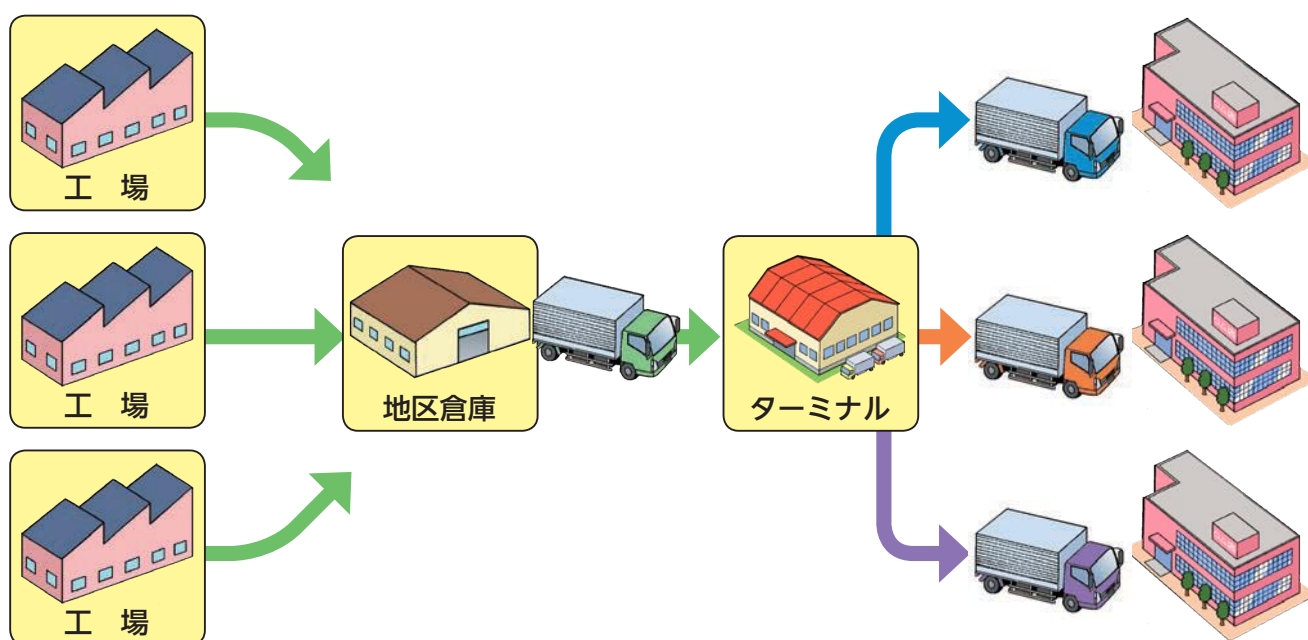 工 場
工 場
地区倉庫
ターミナル
工 場